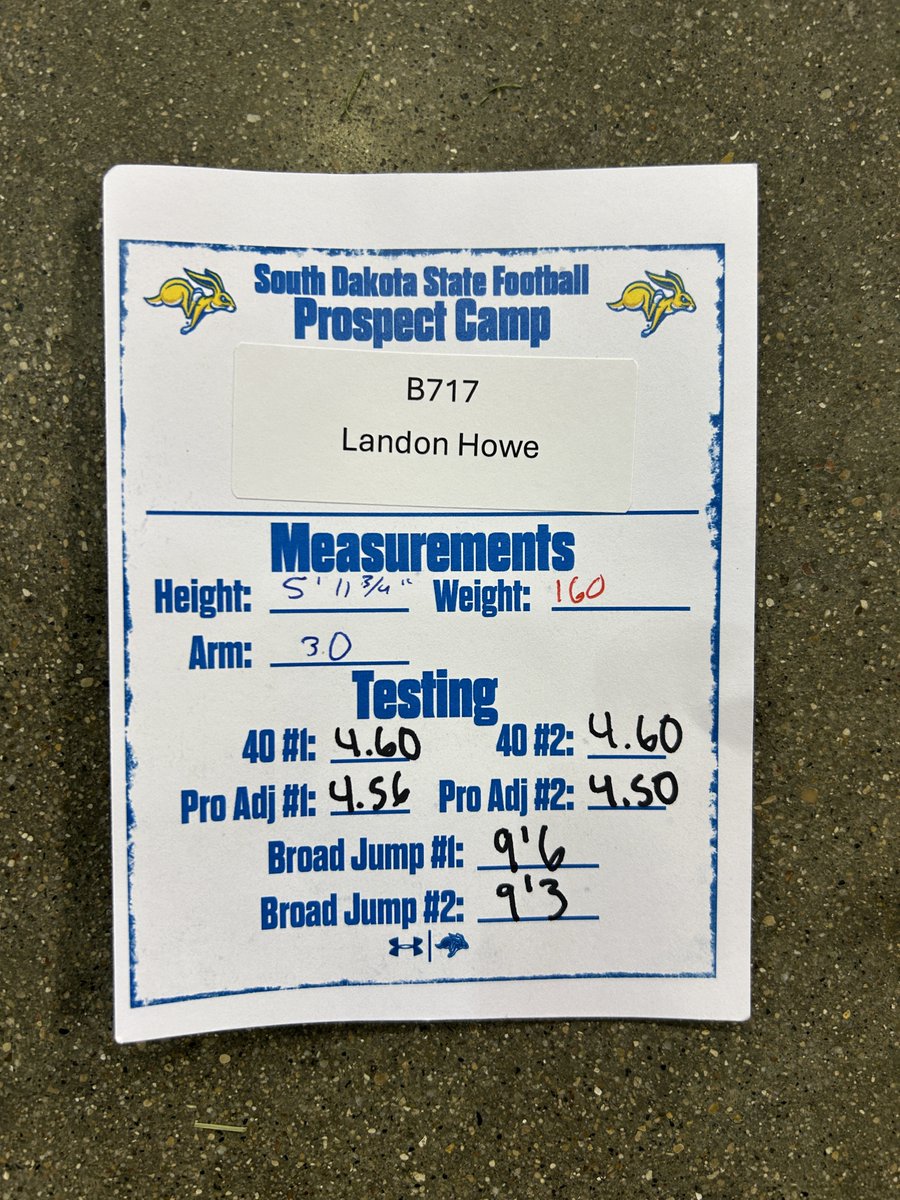 South Dakota State Football
Prospect Camp
B717
Landon Howe
Measurements
Height: 5' 11 3/4" Weight: 160
Arm: 30
Testing
40 #1: 4.60 40 #2: 4.60
Pro Adj #1: 4.56 Pro Adj #2: 4.50
Broad Jump #1: 9'6
Broad Jump #2: 9'3